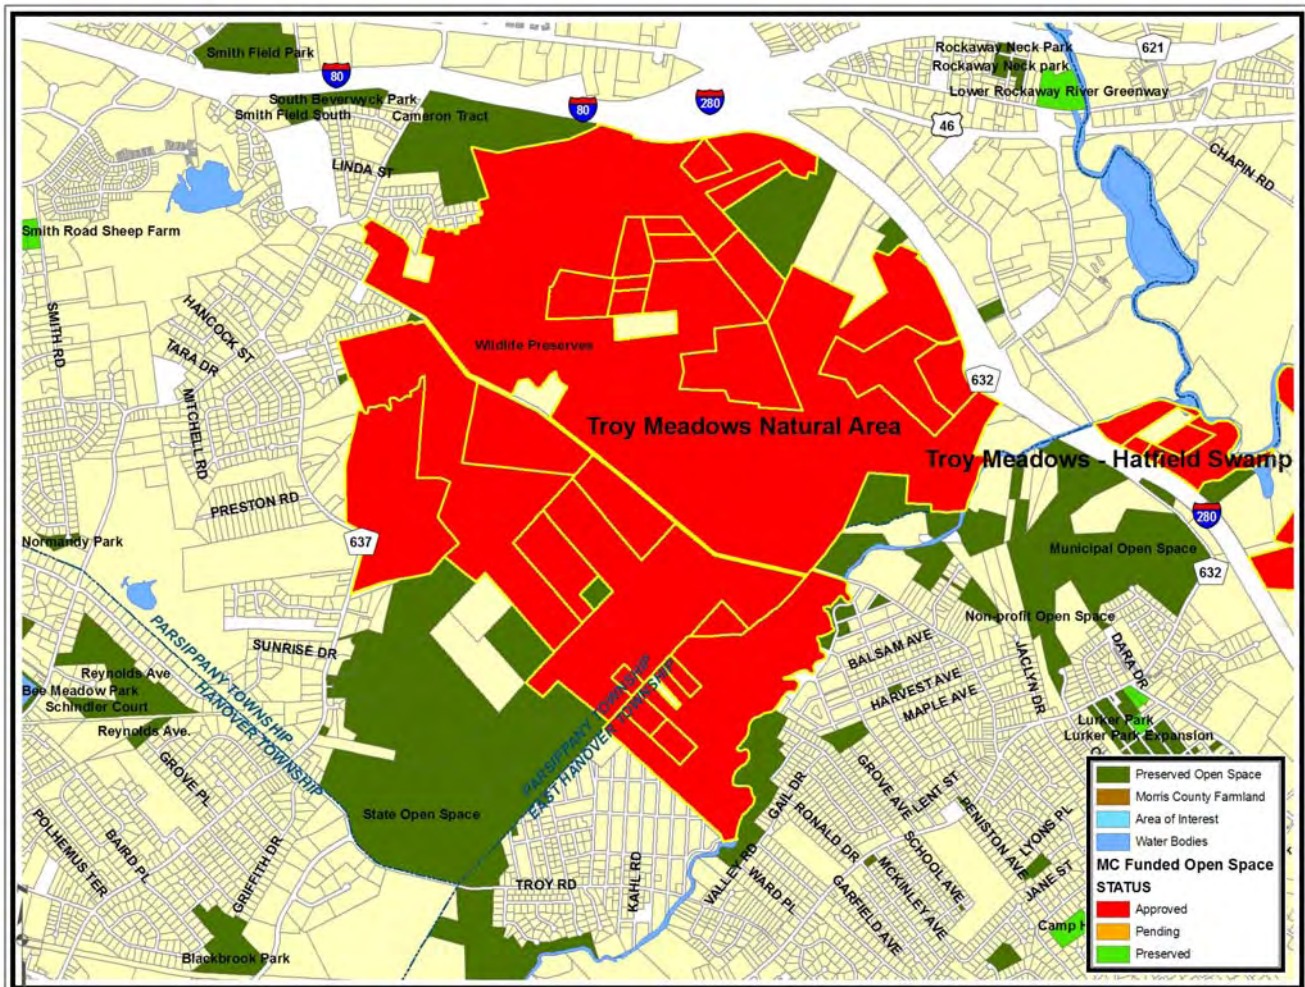 Smith Field Park
80
South Beverwyck Park
Smith Field South
Cameron Tract
80
280
Rockaway Neck Park
Rockaway Neck park
621
Lower Rockaway River Greenway
46
CHAPIN RD
LINDA ST
Smith Road Sheep Farm
SMITH RD
HANCOCK ST
TARA DR
MITCHELL RD
Wildlife Preserves
632
Troy Meadows Natural Area
Troy Meadows - Hatfield Swamp
PRESTON RD
280
Normandy Park
637
Municipal Open Space
632
PARSIPPANY TOWNSHIP
HANOVER TOWNSHIP
SUNRISE DR
Non-profit Open Space
BALSAM AVE
JACLYN DR
DARA DR
HARVEST AVE
MAPLE AVE
Reynolds Ave
Bee Meadow Park
Schindler Court
Reynolds Ave.
PARSIPPANY TOWNSHIP
EAST HANOVER TOWNSHIP
Lurker Park
Lurker Park Expansion
GROVE PL
State Open Space
POLHEMUS TER
BAIRD PL
GRIFFITH DR
GAIL DR
RONALD DR
GROVE AVE
LENT ST
PENISTON AVE
LYONS PL
SCHOOL AVE
MCKINLEY AVE
JANE ST
GARFIELD AVE
TROY RD
KAHL RD
VALLEY RD
WARD PL
Camp H
Blackbrook Park
Preserved Open Space
Morris County Farmland
Area of Interest
Water Bodies
MC Funded Open Space
STATUS
Approved
Pending
Preserved